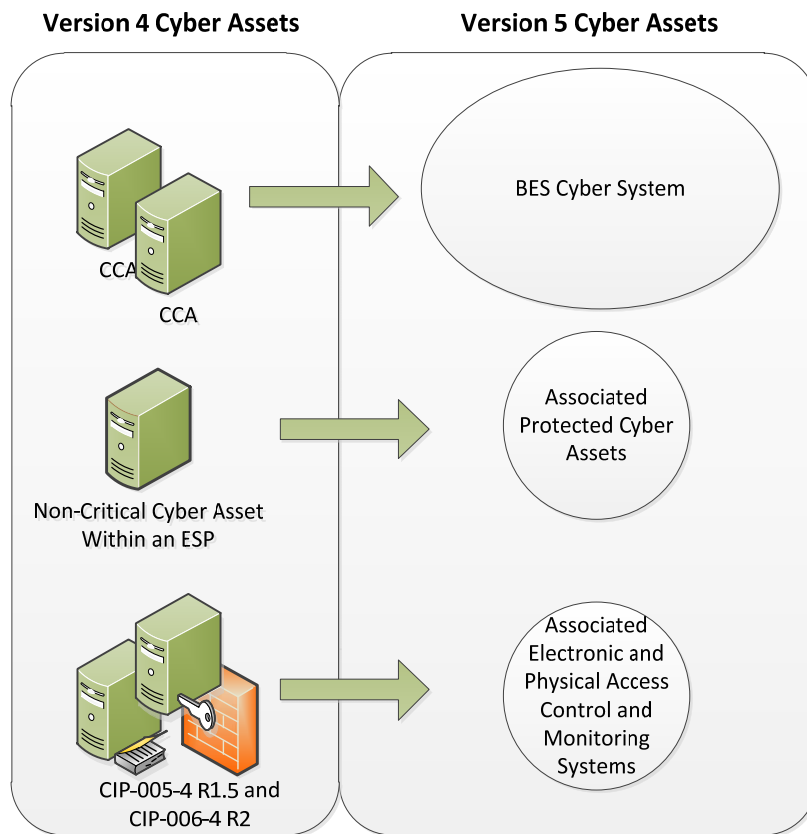 Version 4 Cyber Assets
Version 5 Cyber Assets
CCA
CCA
BES Cyber System
Non-Critical Cyber Asset
Within an ESP
Associated
Protected Cyber
Assets
CIP-005-4 R1.5 and
CIP-006-4 R2
Associated
Electronic and
Physical Access
Control and
Monitoring
Systems